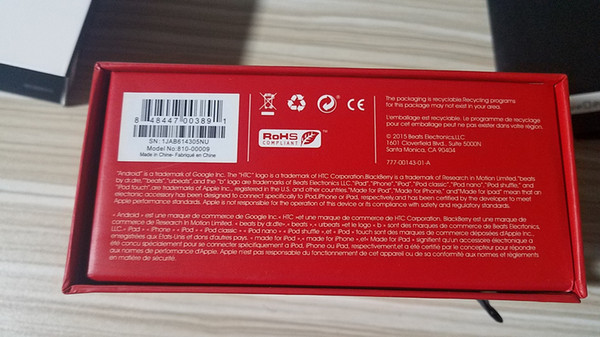 8 48447 00389 1
SN:1JAB614305NU
Model No:810-00009
Made in China· Fabriqué en Chine
CE
RoHS
COMPLIANT
The packaging is recyclable.Recycling programs
for this package may not exist in your area.
L'emballage est recyclable. Le programme de recyclage
pour cet emballage peut ne pas exister dans votre région.
© 2015 Beats Electronics,LLC
1601 Cloverfield Blvd., Suite 5000N
Santa Monica, CA 90404
777-00143-01-A
"Android" is a trademark of Google Inc. The "HTC" logo is a trademark of HTC Corporation.BlackBerry is a trademark of Research in Motion Limited."beats
by dr.dre,""beats","urbeats",and the "b" logo are trademarks of Beats Electronics LLC."iPad","iPhone","iPod","iPod classic","iPod nano","iPod shuffle," and
"iPod touch",are trademarks of Apple Inc., registered in the U.S. and other countries."Made for iPod","Made for iPhone,"and"Made for ipad" mean that an
electronic accessory has been designed to connect specifically to iPod,iPhone or iPad, respectively,and has been certified by the developer to meet
Apple performance standards. Apple is not responsible for the operation of this device or its compliance with safety and regulatory standards.
« Android » est une marque de commerce de Google Inc.« HTC »et une marque de commerce de HTC Corporation. BlackBerry est une marque de
commerce de Research in Motion Limited. « beats by dr.dre», « beats », « urbeats »et le logo « b » sont des marques de commerce de Beats Electronics,
LLC.« iPad » « iPhone » « iPod » « iPod classic » « iPod nano » « iPod shuffle »,et « iPod touch sont des marques de commerce déposées d'Apple Inc.,
enregistrées aux États-Unis et dans d'autres pays. « made for iPod », « made for iPhone »,et« Made for iPad » signifient qu'un accessoire électronique a
été conçu spécialement pour se connecter spécifiquement à iPod, iPhone ou iPad, respectivement,et a été certifié par le concepteur pour répondre
aux normes de performance d'Apple. Apple n'est pas responsable du fonctionnement de cet appareil ou de sa conformité aux normes et règlements
en matière de sécurité.